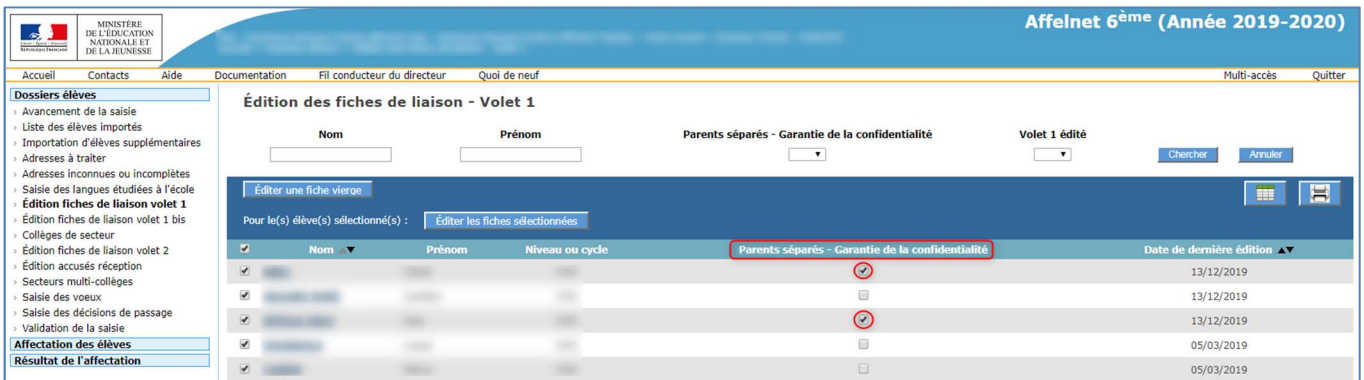 MINISTÈRE
DE L'ÉDUCATION
NATIONALE ET
DE LA JEUNESSE
Liberté • Égalité • Fraternité
RÉPUBLIQUE FRANÇAISE
Affelnet 6ème (Année 2019-2020)
Accueil Contacts Aide Documentation Fil conducteur du directeur Quoi de neuf Multi-accès Quitter
Dossiers élèves
› Avancement de la saisie
› Liste des élèves importés
› Importation d'élèves supplémentaires
› Adresses à traiter
› Adresses inconnues ou incomplètes
› Saisie des langues étudiées à l'école
› Édition fiches de liaison volet 1
› Édition fiches de liaison volet 1 bis
› Collèges de secteur
› Édition fiches de liaison volet 2
› Édition accusés réception
› Secteurs multi-collèges
› Saisie des voeux
› Saisie des décisions de passage
› Validation de la saisie
Affectation des élèves
Résultat de l'affectation
Édition des fiches de liaison - Volet 1
Nom Prénom Parents séparés - Garantie de la confidentialité Volet 1 édité
Chercher Annuler
Éditer une fiche vierge
Pour le(s) élève(s) sélectionné(s) : Éditer les fiches sélectionnées
Nom Prénom Niveau ou cycle Parents séparés - Garantie de la confidentialité Date de dernière édition
13/12/2019
13/12/2019
13/12/2019
05/03/2019
05/03/2019